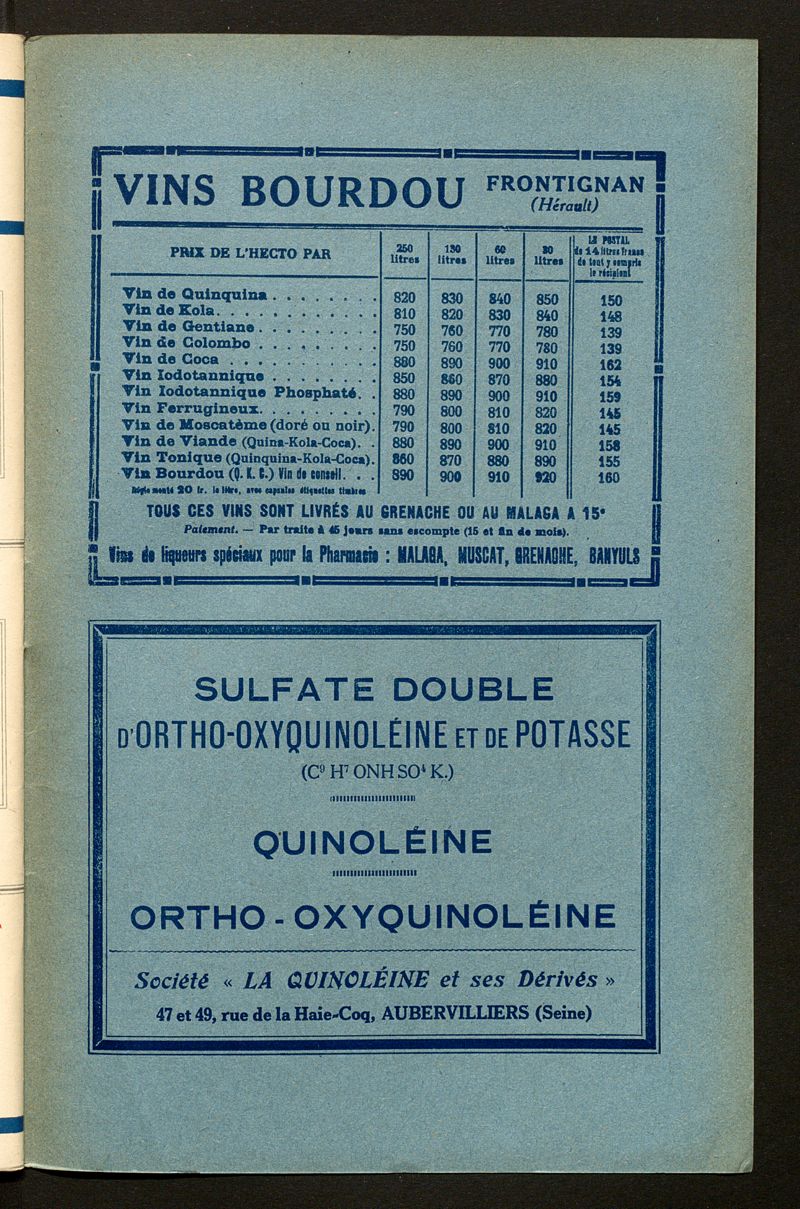 VINS BOURDOU FRONTIGNAN
(Hérault)
PRIX DE L'HECTO PAR 250 litres 130 litres 60 litres 30 litres LE POSTAL de 14 litres franco de tout y compris le récipient
Vin de Quinquina 820 830 840 850 150
Vin de Kola 810 820 830 840 148
Vin de Gentiane 750 760 770 780 139
Vin de Colombo 750 760 770 780 139
Vin de Coca 880 890 900 910 162
Vin Iodotannique 850 860 870 880 154
Vin Iodotannique Phosphaté 880 890 900 910 159
Vin Ferrugineux 790 800 810 820 145
Vin de Moscatème (doré ou noir) 790 800 810 820 145
Vin de Viande (Quina-Kola-Coca) 880 890 900 910 158
Vin Tonique (Quinquina-Kola-Coca) 860 870 880 890 155
Vin Bourdou (Q. K. C.) Vin de conseil 890 900 910 920 160
20 fr. le litre, avec capsules étiquettes timbres
TOUS CES VINS SONT LIVRÉS AU GRENACHE OU AU MALAGA A 15°
Paiement. — Par traite à 45 jours sans escompte (15 et fin de mois).
Vins de liqueurs spéciaux pour la Pharmacie : MALAGA, MUSCAT, GRENACHE, BANYULS
SULFATE DOUBLE
D'ORTHO-OXYQUINOLÉINE ET DE POTASSE
(C⁹ H⁷ ONH SO⁴ K.)
QUINOLÉINE
ORTHO-OXYQUINOLÉINE
Société « LA QUINOLÉINE et ses Dérivés »
47 et 49, rue de la Haie-Coq, AUBERVILLIERS (Seine)